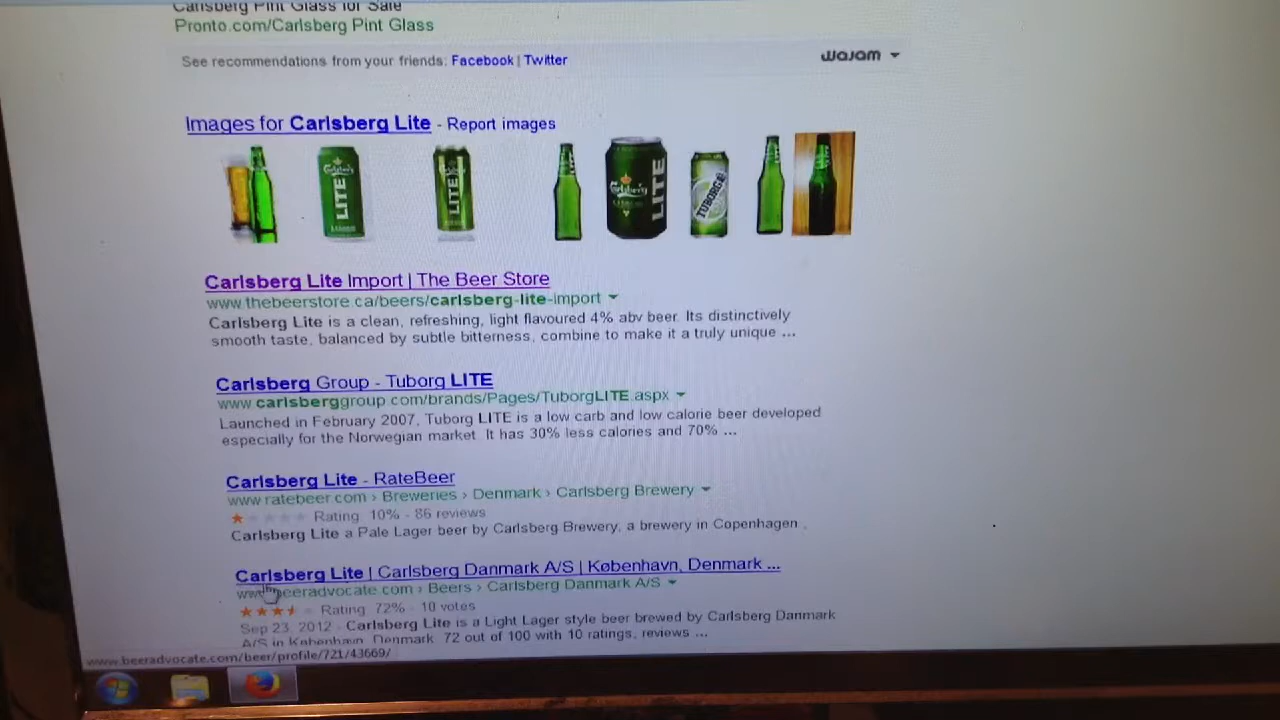 Carlsberg Pint Glass for Sale
Pronto.com/Carlsberg Pint Glass
See recommendations from your friends: Facebook | Twitter
wajam
Images for Carlsberg Lite - Report images
LITE
LITE
Carlsberg LITE
TUBORG
Carlsberg Lite Import | The Beer Store
www.thebeerstore.ca/beers/carlsberg-lite-import
Carlsberg Lite is a clean, refreshing, light flavoured 4% abv beer. Its distinctively
smooth taste, balanced by subtle bitterness, combine to make it a truly unique ...
Carlsberg Group - Tuborg LITE
www.carlsberggroup.com/brands/Pages/TuborgLITE.aspx
Launched in February 2007, Tuborg LITE is a low carb and low calorie beer developed
especially for the Norwegian market. It has 30% less calories and 70% ...
Carlsberg Lite - RateBeer
www.ratebeer.com › Breweries › Denmark › Carlsberg Brewery
Rating: 10% - 86 reviews
Carlsberg Lite a Pale Lager beer by Carlsberg Brewery, a brewery in Copenhagen ,
Carlsberg Lite | Carlsberg Danmark A/S | København, Denmark ...
www.beeradvocate.com › Beers › Carlsberg Danmark A/S
Rating: 72% - 10 votes
Sep 23, 2012 - Carlsberg Lite is a Light Lager style beer brewed by Carlsberg Danmark
A/S in København, Denmark. 72 out of 100 with 10 ratings, reviews ...
www.beeradvocate.com/beer/profile/721/43669/